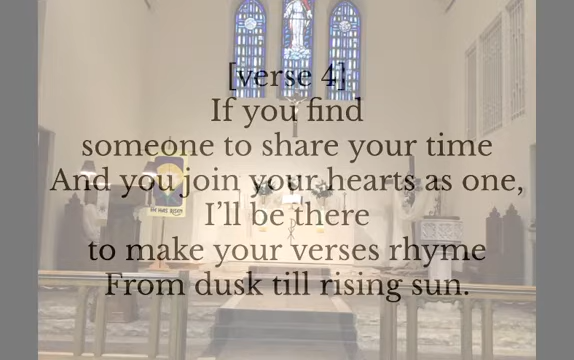 [verse 4]
If you find
someone to share your time
And you join your hearts as one,
I'll be there
to make your verses rhyme
From dusk till rising sun.